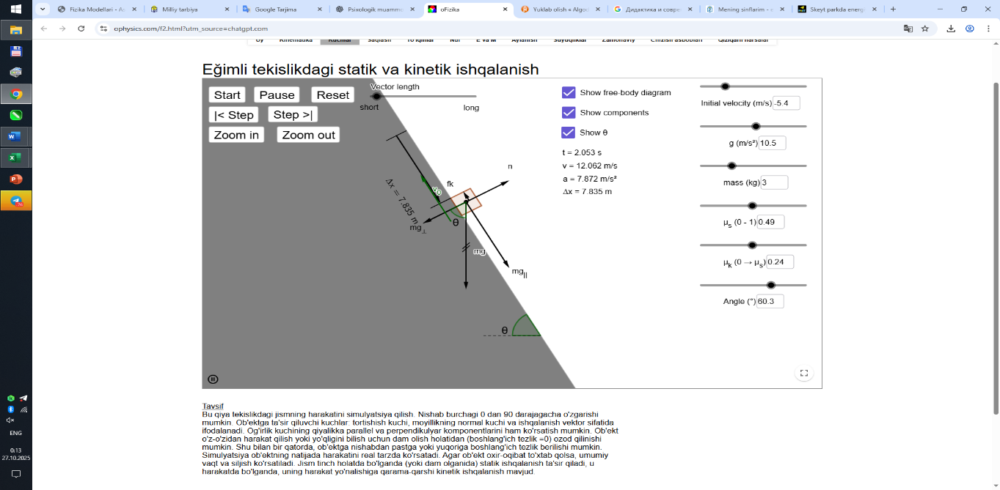 Fizika Modellari - A
Milliy tarbiya
Google Tarjima
Psixologik muammo
oFizika
Yuklab olish « Algod
Дидактика и совре
Mening sinflarim -
Skeyt parkda energi
ophysics.com/f2.html?utm_source=chatgpt.com
Uy Kinematika Kuchlar Saqlash To'lqinlar Nur E va M Aylanish Suyuqliklar Zamonaviy Chizish asboblari Qiziqarli narsalar
Eğimli tekislikdagi statik va kinetik ishqalanish
Start Pause Reset
|< Step Step >|
Zoom in Zoom out
Vector length
short long
Show free-body diagram
Show components
Show θ
t = 2.053 s
v = 12.062 m/s
a = 7.872 m/s²
Δx = 7.835 m
Initial velocity (m/s) -5.4
g (m/s²) 10.5
mass (kg) 3
μs (0 - 1) 0.49
μk (0 → μs) 0.24
Angle (°) 60.3
n
fk
v₀
Δx = 7.835 m
θ
mg⊥
mg
mg||
θ
Tavsif
Bu qiya tekislikdagi jismning harakatini simulyatsiya qilish. Nishab burchagi 0 dan 90 darajagacha o'zgarishi
mumkin. Ob'ektga ta'sir qiluvchi kuchlar: tortishish kuchi, moyillikning normal kuchi va ishqalanish vektor sifatida
ifodalanadi. Og'irlik kuchining qiyalikka parallel va perpendikulyar komponentlarini ham ko'rsatish mumkin. Ob'ekt
o'z-o'zidan harakat qilish yoki yo'qligini bilish uchun dam olish holatidan (boshlang'ich tezlik =0) ozod qilinishi
mumkin. Shu bilan bir qatorda, ob'ektga nishabdan pastga yoki yuqoriga boshlang'ich tezlik berilishi mumkin.
Simulyatsiya ob'ektning natijada harakatini real tarzda ko'rsatadi. Agar ob'ekt oxir-oqibat to'xtab qolsa, umumiy
vaqt va siljish ko'rsatiladi. Jism tinch holatda bo'lganda (yoki dam olganida) statik ishqalanish ta'sir qiladi, u
harakatda bo'lganda, uning harakat yo'nalishiga qarama-qarshi kinetik ishqalanish mavjud.
ENG
0:13
27.10.2025